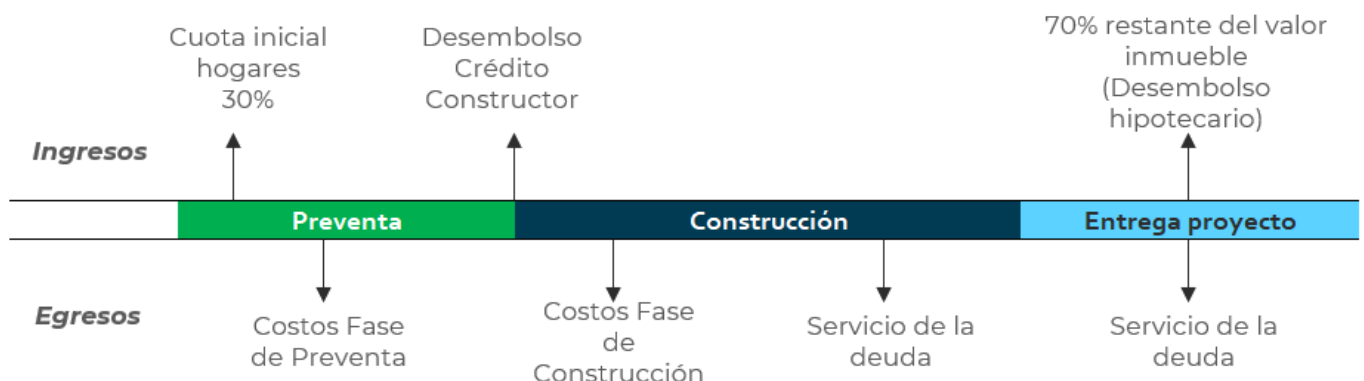 Cuota inicial
hogares
30%
Desembolso
Crédito
Constructor
70% restante del valor
inmueble
(Desembolso
hipotecario)
Ingresos
Preventa
Construcción
Entrega proyecto
Egresos
Costos Fase
de Preventa
Costos Fase
de
Construcción
Servicio de la
deuda
Servicio de la
deuda